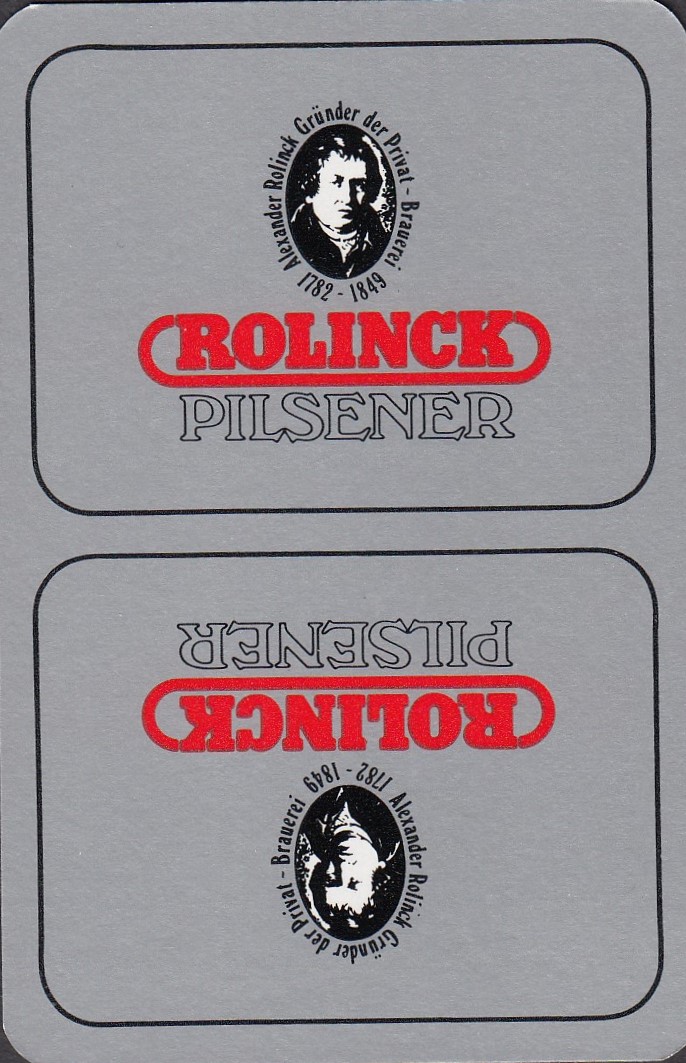 Alexander Rolinck Gründer der Privat - Brauerei
1782 - 1849
ROLINCK
PILSENER
PILSENER
ROLINCK
1782 - 1849
Alexander Rolinck Gründer der Privat - Brauerei